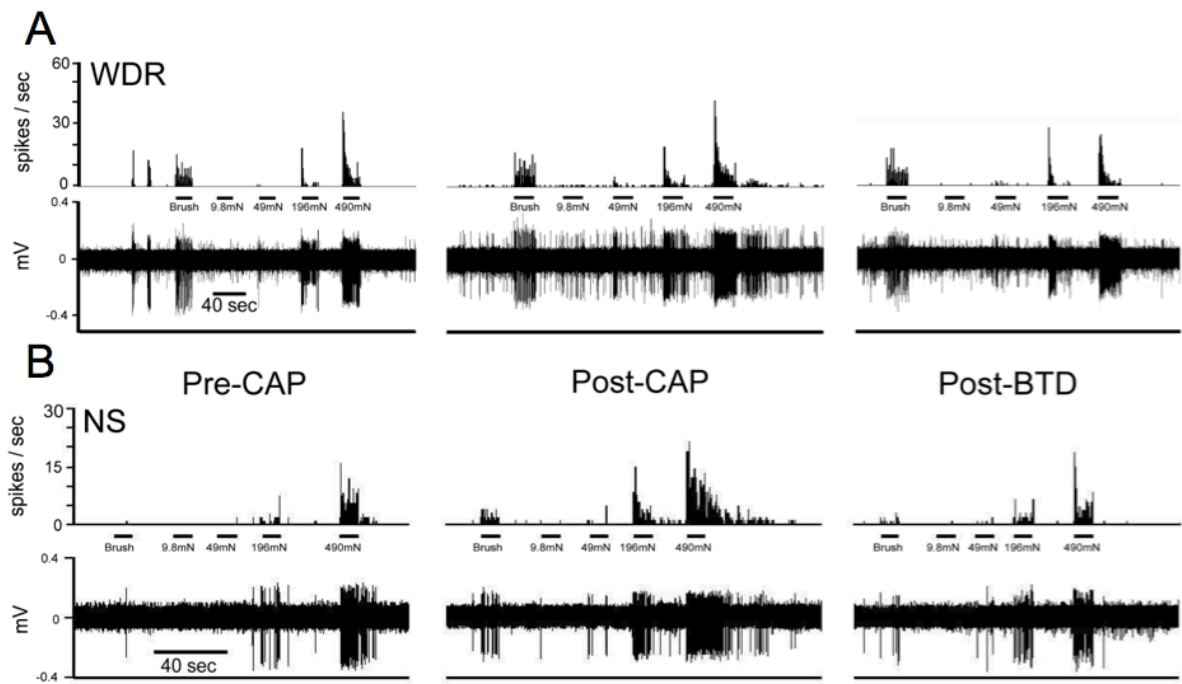 A
WDR
spikes / sec
60
30
0
Brush 9.8mN 49mN 196mN 490mN
Brush 9.8mN 49mN 196mN 490mN
Brush 9.8mN 49mN 196mN 490mN
mV
0.4
0
-0.4
40 sec
B
Pre-CAP
Post-CAP
Post-BTD
NS
spikes / sec
30
15
0
Brush 9.8mN 49mN 196mN 490mN
Brush 9.8mN 49mN 196mN 490mN
Brush 9.8mN 49mN 196mN 490mN
mV
0.4
0
-0.4
40 sec